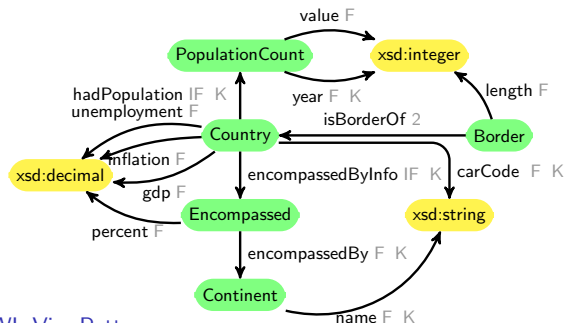 value F
PopulationCount
xsd:integer
hadPopulation IF K
year F K
length F
unemployment F
isBorderOf 2
Country
Border
inflation F
xsd:decimal
encompassedByInfo IF K
carCode F K
gdp F
Encompassed
xsd:string
percent F
encompassedBy F K
Continent
name F K